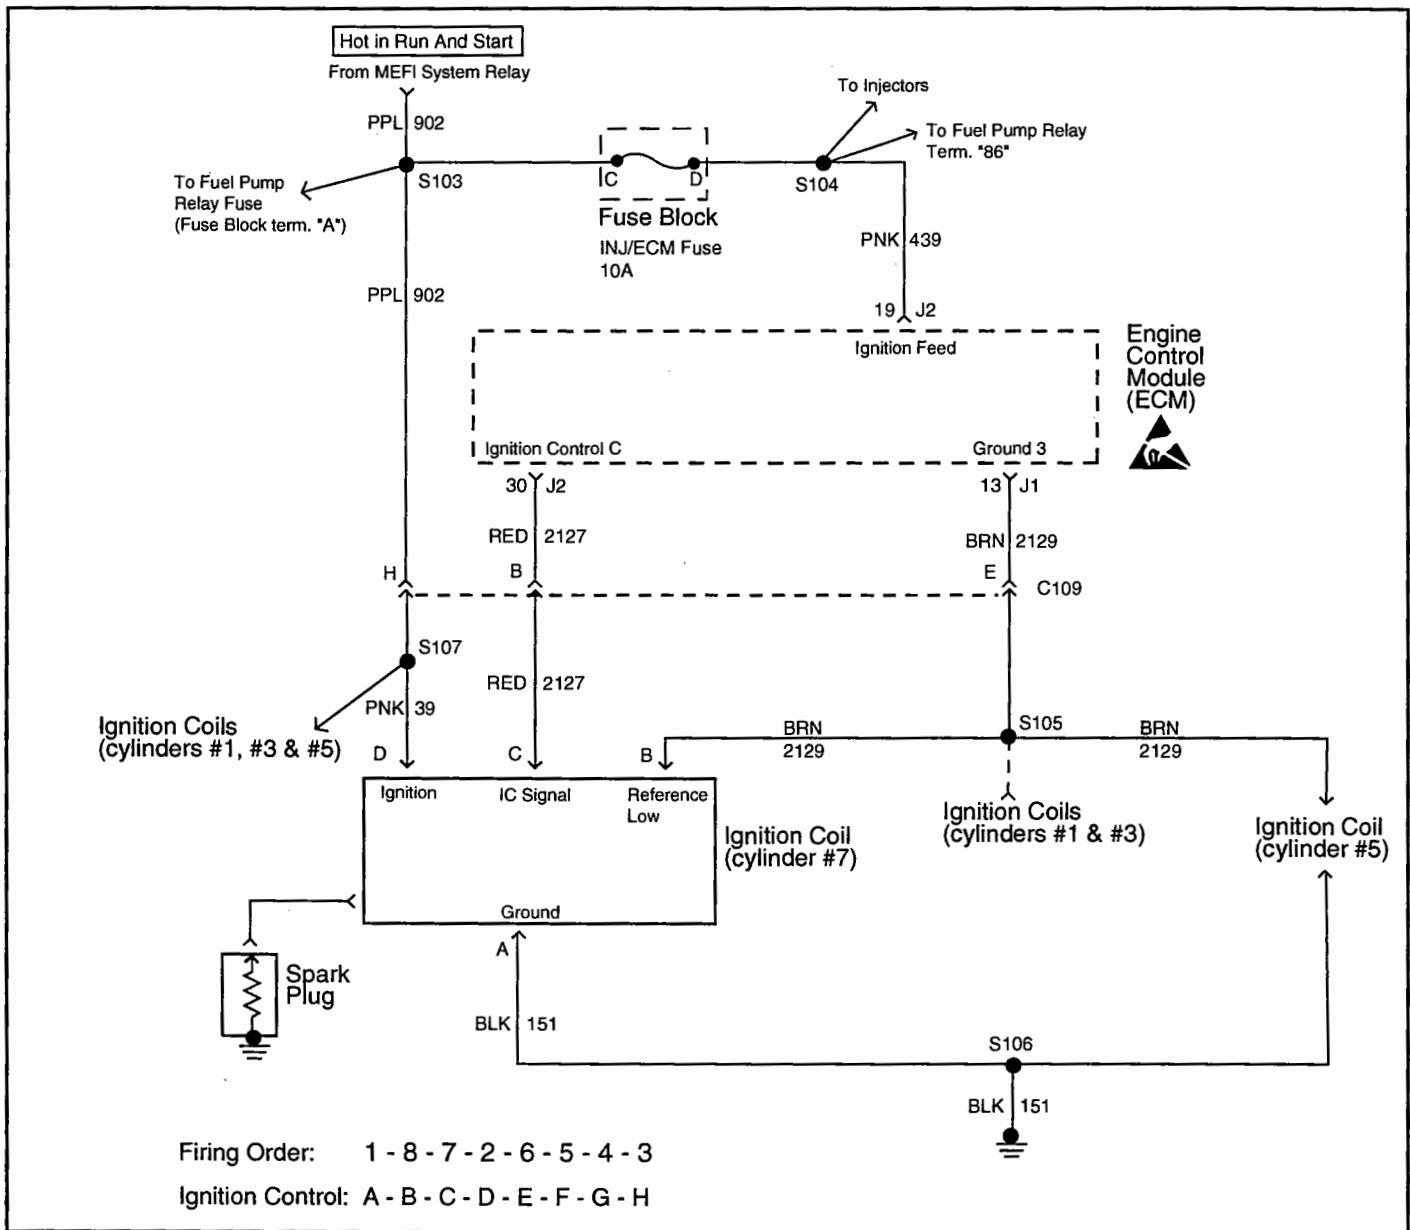 Hot in Run And Start
From MEFI System Relay
PPL 902
To Injectors
To Fuel Pump Relay
Term. "86"
S103
C D
S104
To Fuel Pump
Relay Fuse
(Fuse Block term. "A")
Fuse Block
INJ/ECM Fuse
10A
PNK 439
PPL 902
19 J2
Ignition Feed
Engine
Control
Module
(ECM)
Ignition Control C
Ground 3
30 J2
13 J1
RED 2127
BRN 2129
H
B
E
C109
S107
RED 2127
PNK 39
Ignition Coils
(cylinders #1, #3 & #5)
S105
BRN
2129
BRN
2129
D
C
B
Ignition
IC Signal
Reference
Low
Ignition Coil
(cylinder #7)
Ignition Coils
(cylinders #1 & #3)
Ignition Coil
(cylinder #5)
Ground
A
Spark
Plug
BLK 151
S106
BLK 151
Firing Order: 1 - 8 - 7 - 2 - 6 - 5 - 4 - 3
Ignition Control: A - B - C - D - E - F - G - H